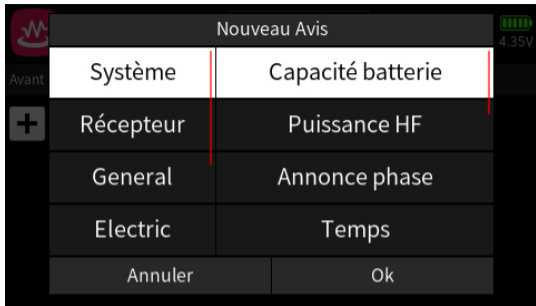 Nouveau Avis
4.35V
Avant
Système Capacité batterie
Récepteur Puissance HF
General Annonce phase
Electric Temps
Annuler Ok